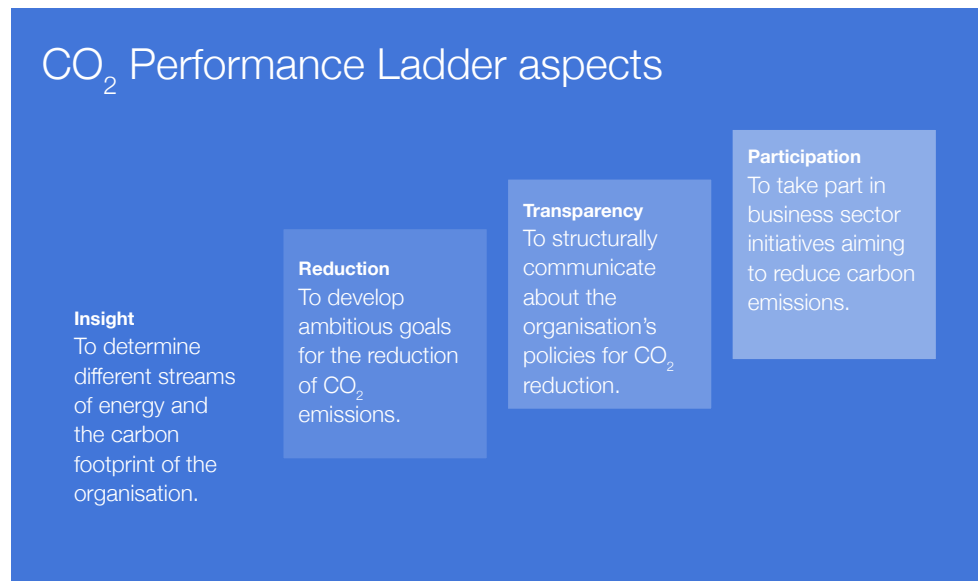 CO₂ Performance Ladder aspects
Insight
To determine
different streams
of energy and
the carbon
footprint of the
organisation.
Reduction
To develop
ambitious goals
for the reduction
of CO₂
emissions.
Transparency
To structurally
communicate
about the
organisation’s
policies for CO₂
reduction.
Participation
To take part in
business sector
initiatives aiming
to reduce carbon
emissions.